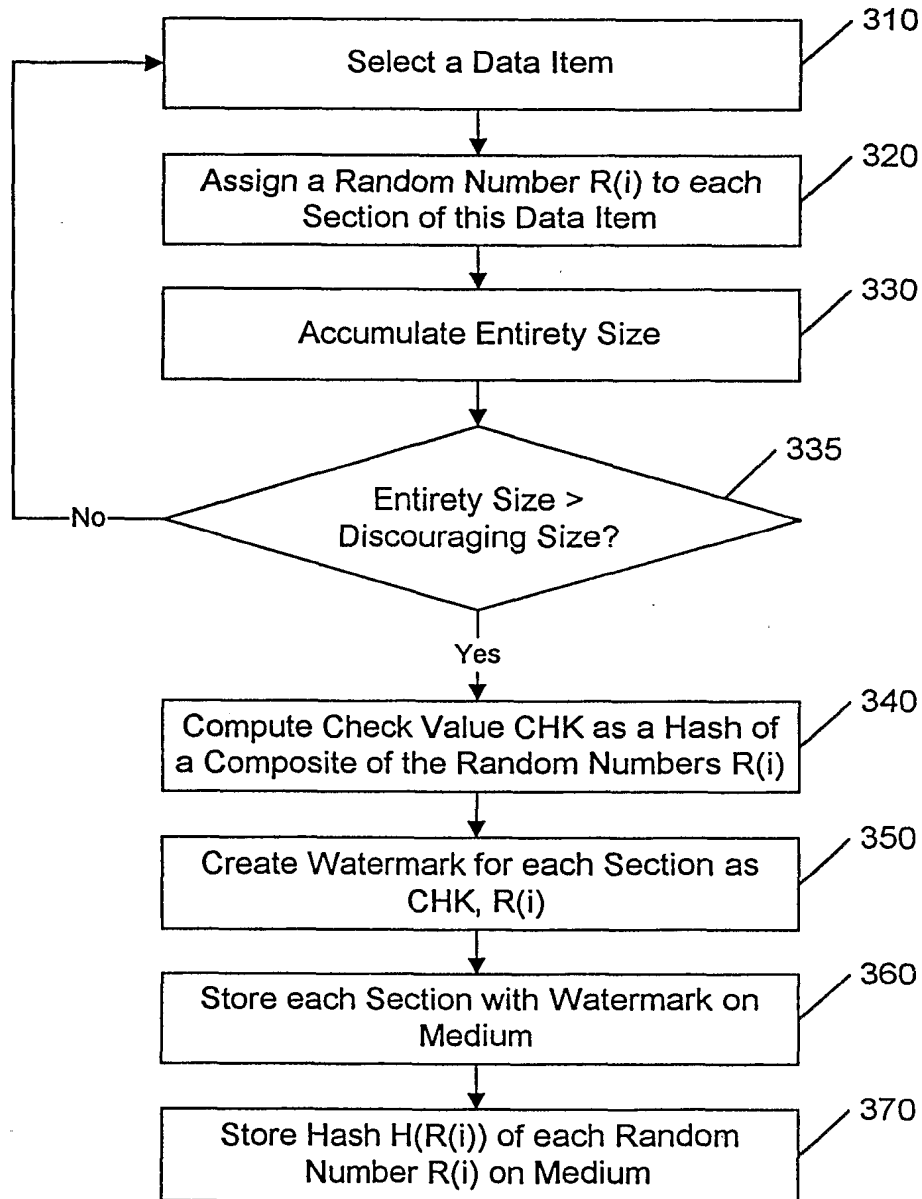 310
Select a Data Item
320
Assign a Random Number R(i) to each
Section of this Data Item
330
Accumulate Entirety Size
335
Entirety Size >
Discouraging Size?
No
Yes
340
Compute Check Value CHK as a Hash of
a Composite of the Random Numbers R(i)
350
Create Watermark for each Section as
CHK, R(i)
360
Store each Section with Watermark on
Medium
370
Store Hash H(R(i)) of each Random
Number R(i) on Medium